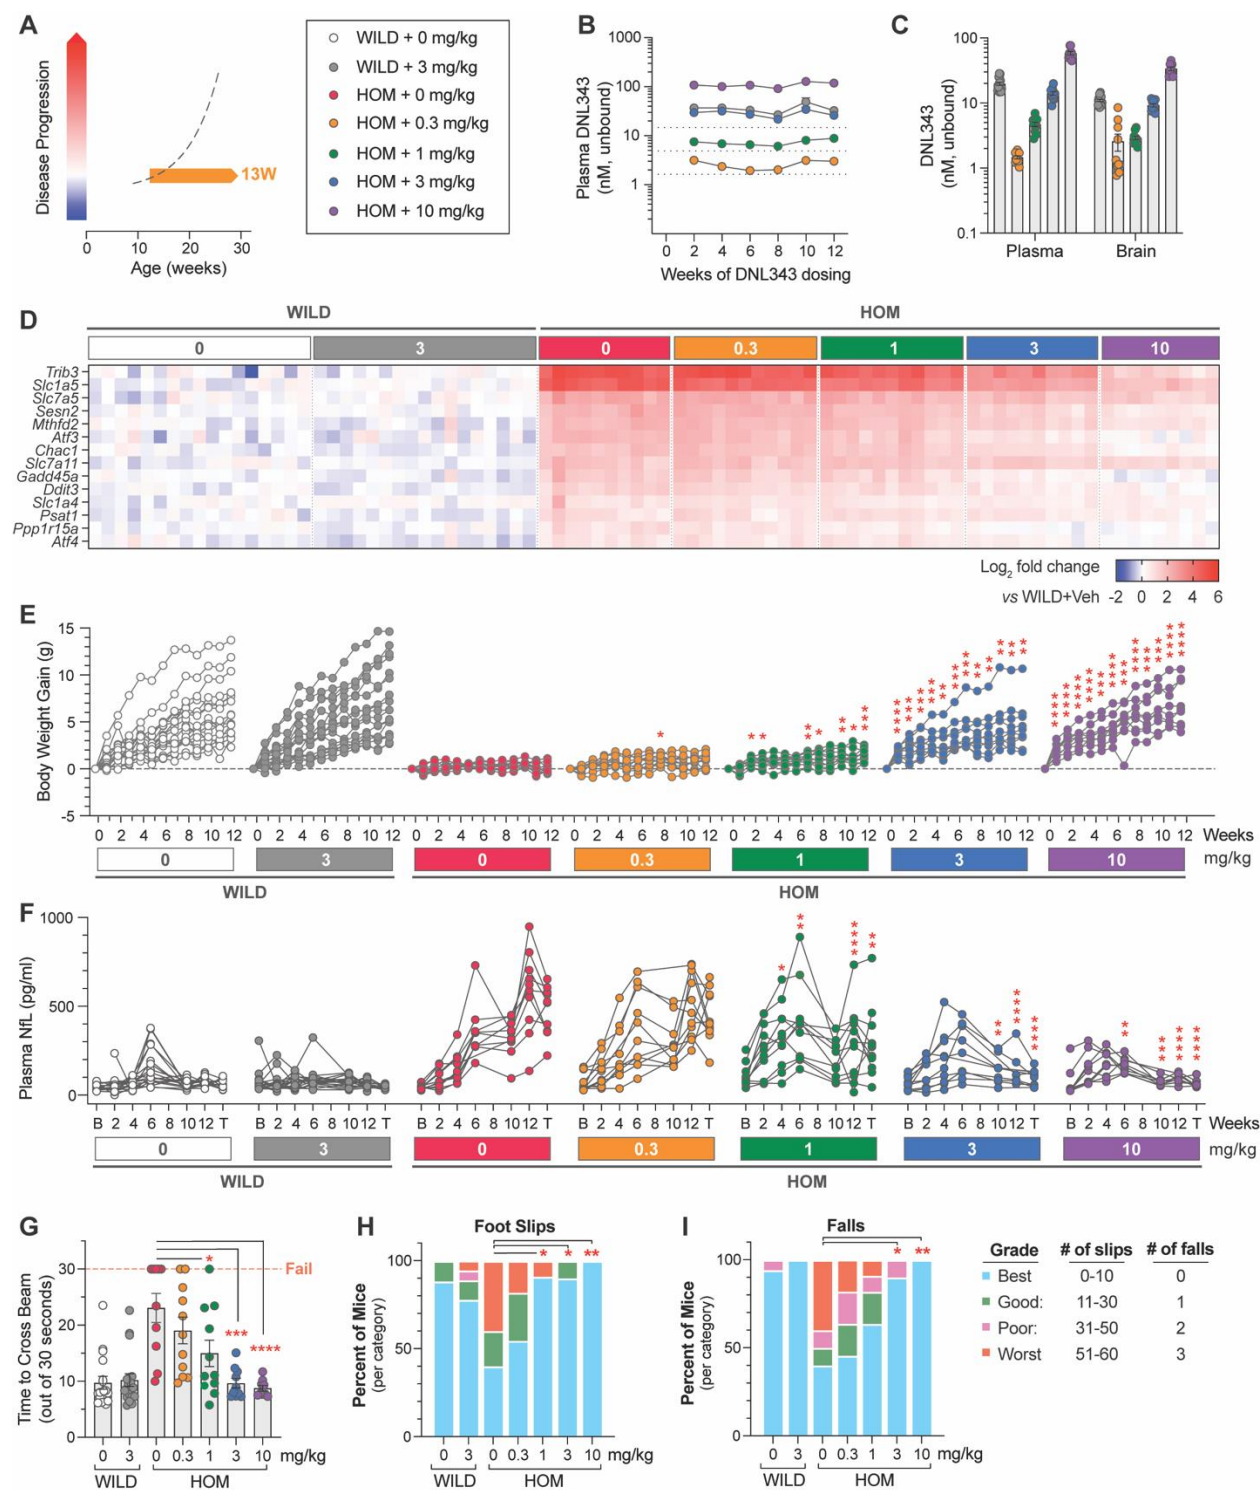 A
Disease Progression
13W
0 10 20 30
Age (weeks)
WILD + 0 mg/kg
WILD + 3 mg/kg
HOM + 0 mg/kg
HOM + 0.3 mg/kg
HOM + 1 mg/kg
HOM + 3 mg/kg
HOM + 10 mg/kg
B
Plasma DNL343
(nM, unbound)
1000
100
10
1
0 2 4 6 8 10 12
Weeks of DNL343 dosing
C
DNL343
(nM, unbound)
100
10
1
0.1
Plasma Brain
D
WILD HOM
0 3 0 0.3 1 3 10
Trib3
Slc1a5
Slc7a5
Sesn2
Mthfd2
Atf3
Chac1
Slc7a11
Gadd45a
Ddit3
Slc1a4
Psat1
Ppp1r15a
Atf4
Log2 fold change
vs WILD+Veh -2 0 2 4 6
E
Body Weight Gain (g)
15
10
5
0
-5
0 2 4 6 8 10 12 0 2 4 6 8 10 12 0 2 4 6 8 10 12 0 2 4 6 8 10 12 0 2 4 6 8 10 12 0 2 4 6 8 10 12 0 2 4 6 8 10 12 Weeks
0 3 0 0.3 1 3 10 mg/kg
WILD HOM
F
Plasma NfL (pg/ml)
1000
500
0
B 2 4 6 8 10 12 T B 2 4 6 8 10 12 T B 2 4 6 8 10 12 T B 2 4 6 8 10 12 T B 2 4 6 8 10 12 T B 2 4 6 8 10 12 T B 2 4 6 8 10 12 T Weeks
0 3 0 0.3 1 3 10 mg/kg
WILD HOM
G
Time to Cross Beam
(out of 30 seconds)
30
20
10
0
Fail
*
***
****
0 3 0 0.3 1 3 10 mg/kg
WILD HOM
H
Foot Slips
* * **
Percent of Mice
(per category)
100
50
0
0 3 0 0.3 1 3 10 mg/kg
WILD HOM
I
Falls
* **
Percent of Mice
(per category)
100
50
0
0 3 0 0.3 1 3 10 mg/kg
WILD HOM
Grade # of slips # of falls
Best 0-10 0
Good: 11-30 1
Poor: 31-50 2
Worst 51-60 3